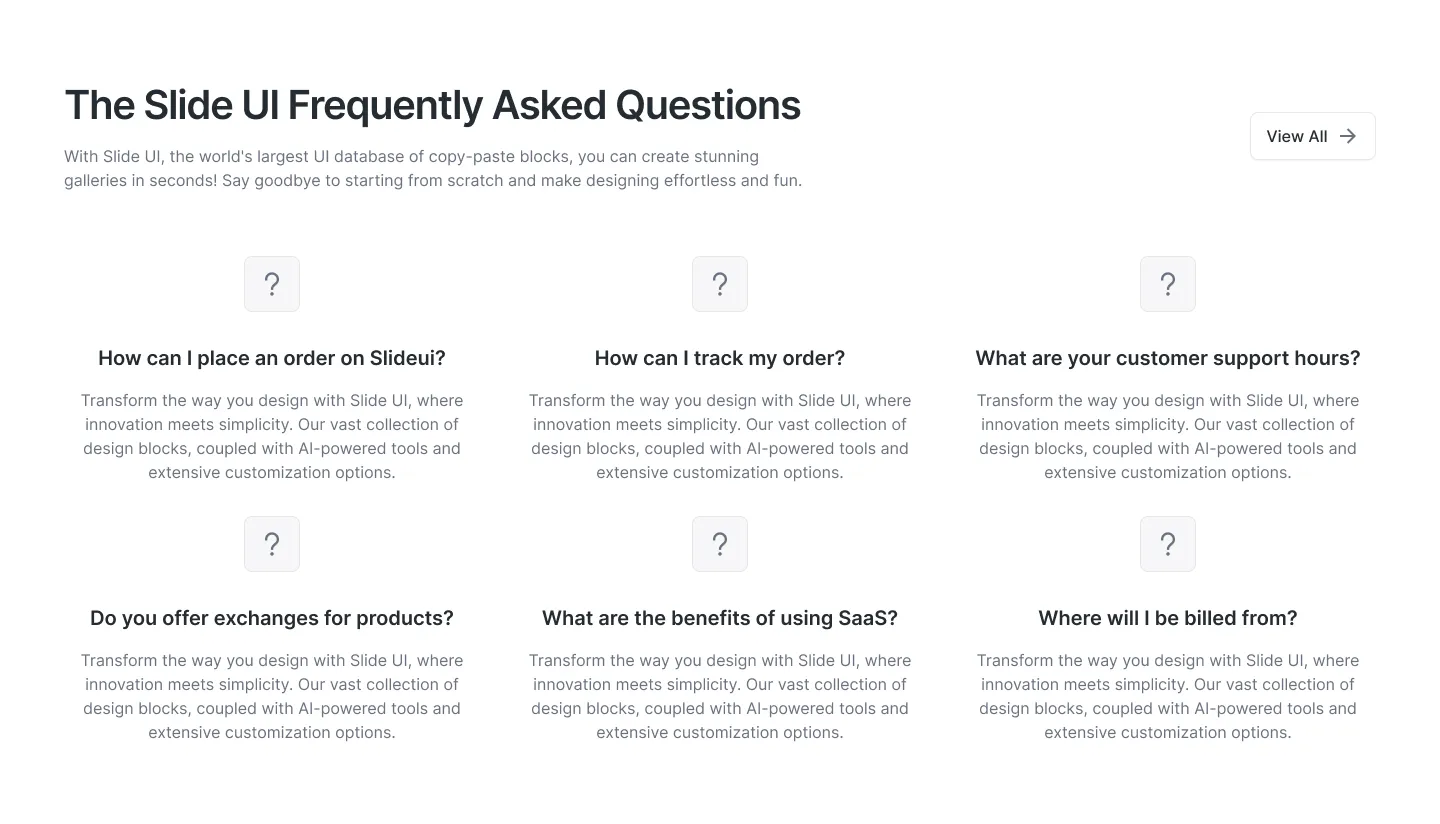 The Slide UI Frequently Asked Questions
With Slide UI, the world's largest UI database of copy-paste blocks, you can create stunning
galleries in seconds! Say goodbye to starting from scratch and make designing effortless and fun.
View All
?
How can I place an order on Slideui?
Transform the way you design with Slide UI, where
innovation meets simplicity. Our vast collection of
design blocks, coupled with AI-powered tools and
extensive customization options.
?
How can I track my order?
Transform the way you design with Slide UI, where
innovation meets simplicity. Our vast collection of
design blocks, coupled with AI-powered tools and
extensive customization options.
?
What are your customer support hours?
Transform the way you design with Slide UI, where
innovation meets simplicity. Our vast collection of
design blocks, coupled with AI-powered tools and
extensive customization options.
?
Do you offer exchanges for products?
Transform the way you design with Slide UI, where
innovation meets simplicity. Our vast collection of
design blocks, coupled with AI-powered tools and
extensive customization options.
?
What are the benefits of using SaaS?
Transform the way you design with Slide UI, where
innovation meets simplicity. Our vast collection of
design blocks, coupled with AI-powered tools and
extensive customization options.
?
Where will I be billed from?
Transform the way you design with Slide UI, where
innovation meets simplicity. Our vast collection of
design blocks, coupled with AI-powered tools and
extensive customization options.